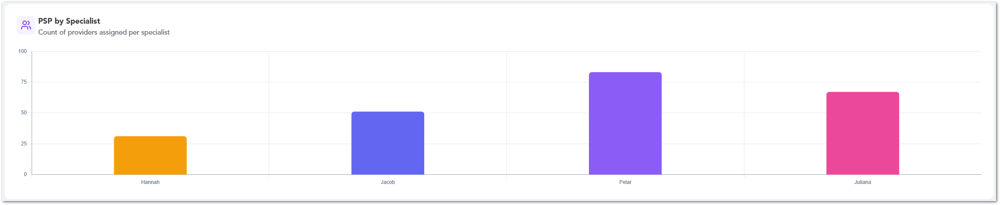 PSP by Specialist
Count of providers assigned per specialist
100
75
50
25
0
Hannah
Jacob
Pelar
Juliana